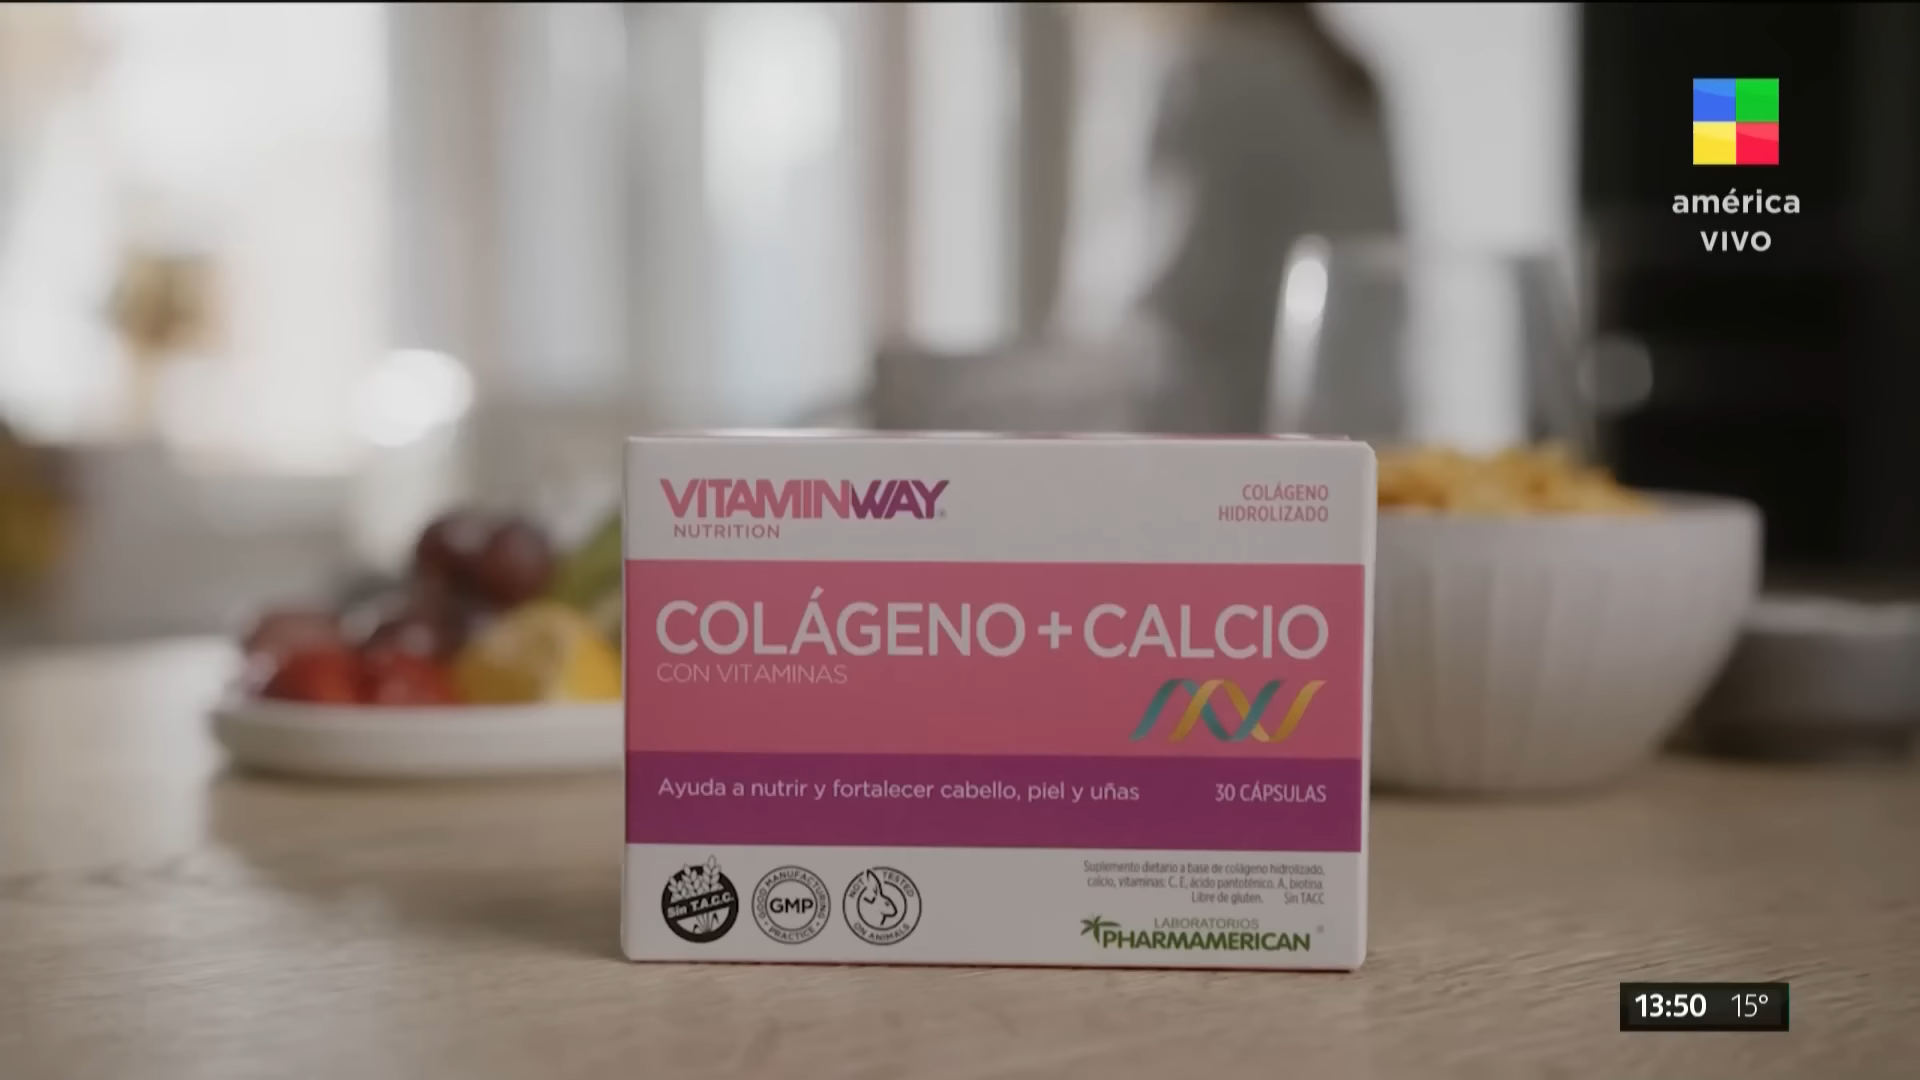 américa
VIVO
VITAMINWAY
NUTRITION
COLÁGENO
HIDROLIZADO
COLÁGENO + CALCIO
CON VITAMINAS
Ayuda a nutrir y fortalecer cabello, piel y uñas
30 CÁPSULAS
Sin T.A.C.C.
GOOD MANUFACTURING
GMP
PRACTICE
NOT TESTED
ON ANIMALS
Suplemento dietario a base de colágeno hidrolizado,
calcio, vitaminas: C, E, ácido pantoténico, A, biotina.
Libre de gluten. Sin TACC
LABORATORIOS
PHARMAMERICAN
13:50 15°